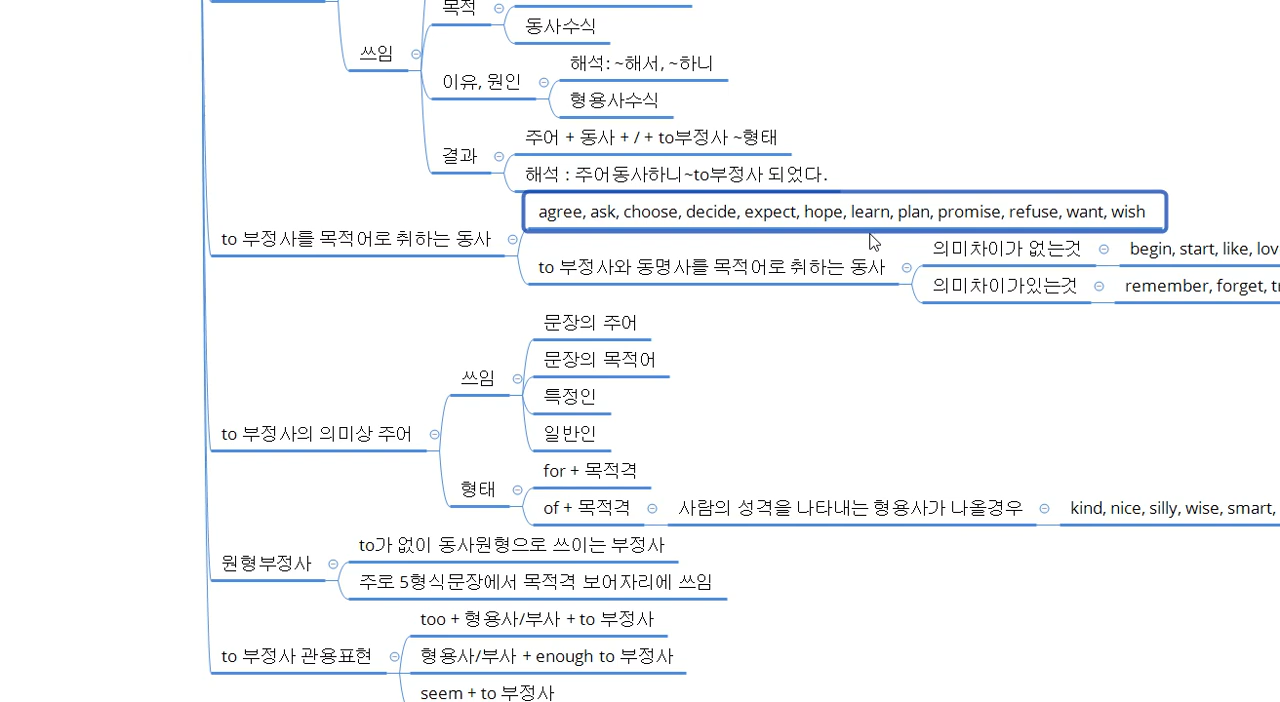 목적
동사수식
쓰임
해석: ~해서, ~하니
이유, 원인
형용사수식
주어 + 동사 + / + to부정사 ~형태
결과
해석 : 주어동사하니~to부정사 되었다.
agree, ask, choose, decide, expect, hope, learn, plan, promise, refuse, want, wish
to 부정사를 목적어로 취하는 동사
의미차이가 없는것
begin, start, like, lov
to 부정사와 동명사를 목적어로 취하는 동사
의미차이가있는것
remember, forget, tr
문장의 주어
문장의 목적어
쓰임
특정인
일반인
to 부정사의 의미상 주어
for + 목적격
형태
of + 목적격
사람의 성격을 나타내는 형용사가 나올경우
kind, nice, silly, wise, smart,
to가 없이 동사원형으로 쓰이는 부정사
원형부정사
주로 5형식문장에서 목적격 보어자리에 쓰임
too + 형용사/부사 + to 부정사
to 부정사 관용표현
형용사/부사 + enough to 부정사
seem + to 부정사